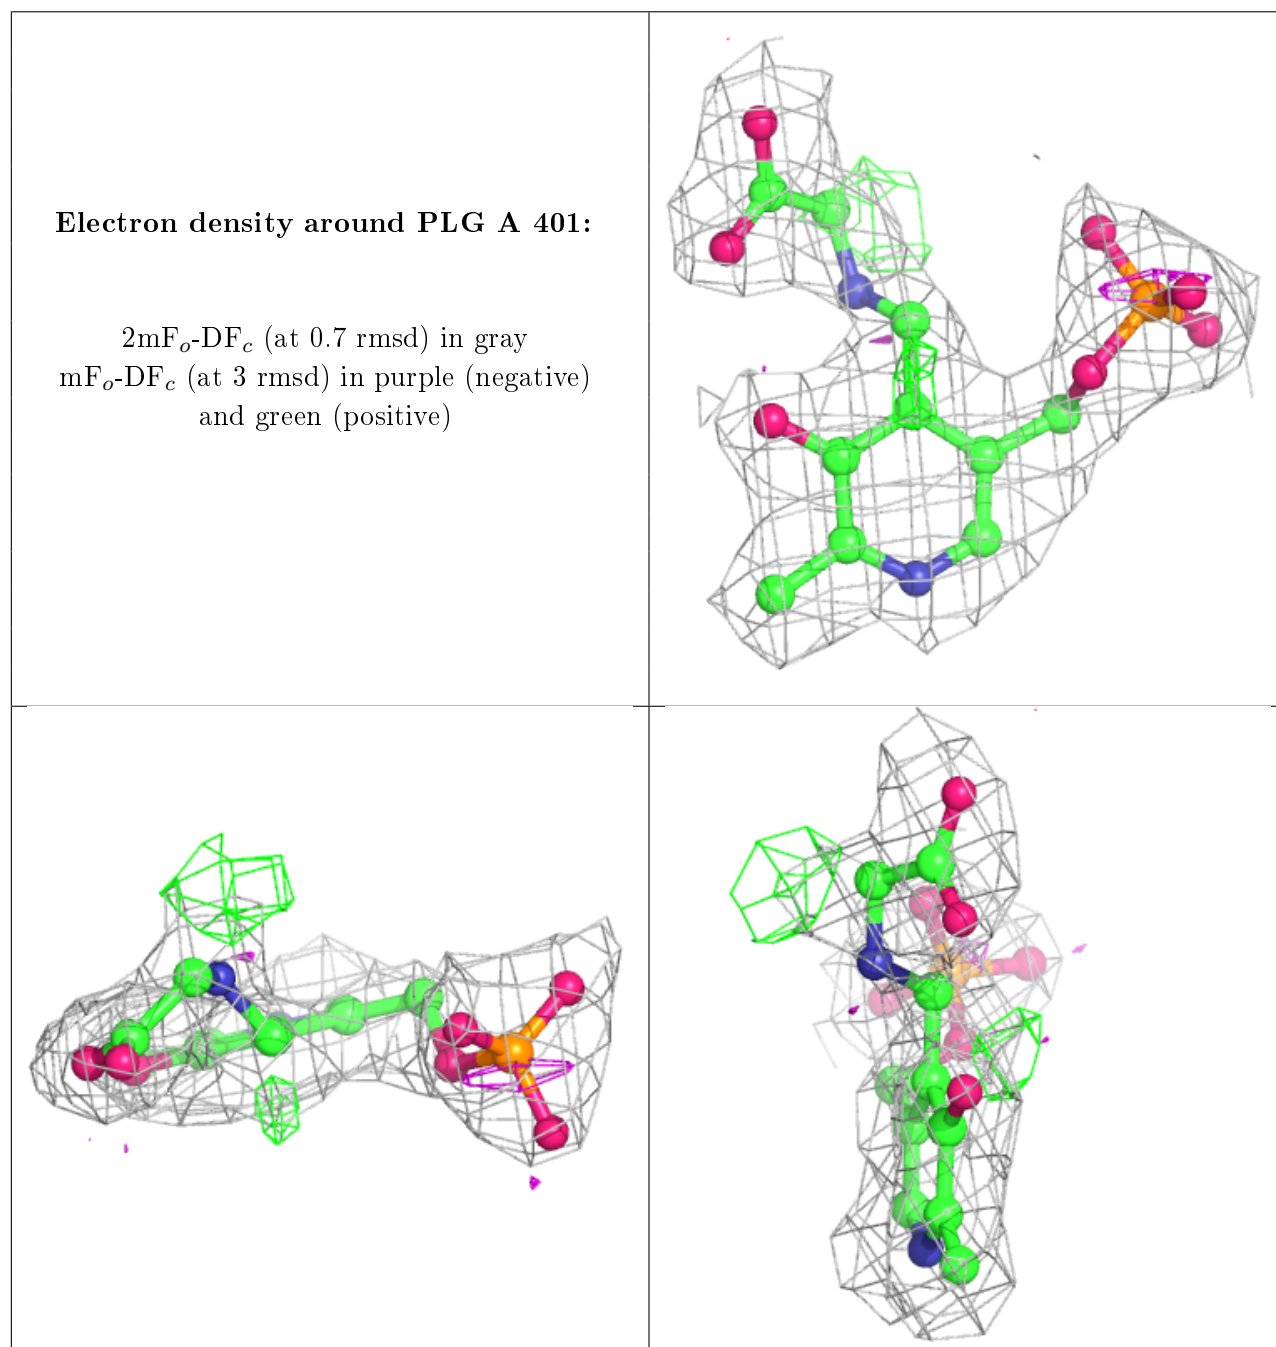 Electron density around PLG A 401:
2mFo-DFc (at 0.7 rmsd) in gray
mFo-DFc (at 3 rmsd) in purple (negative)
and green (positive)